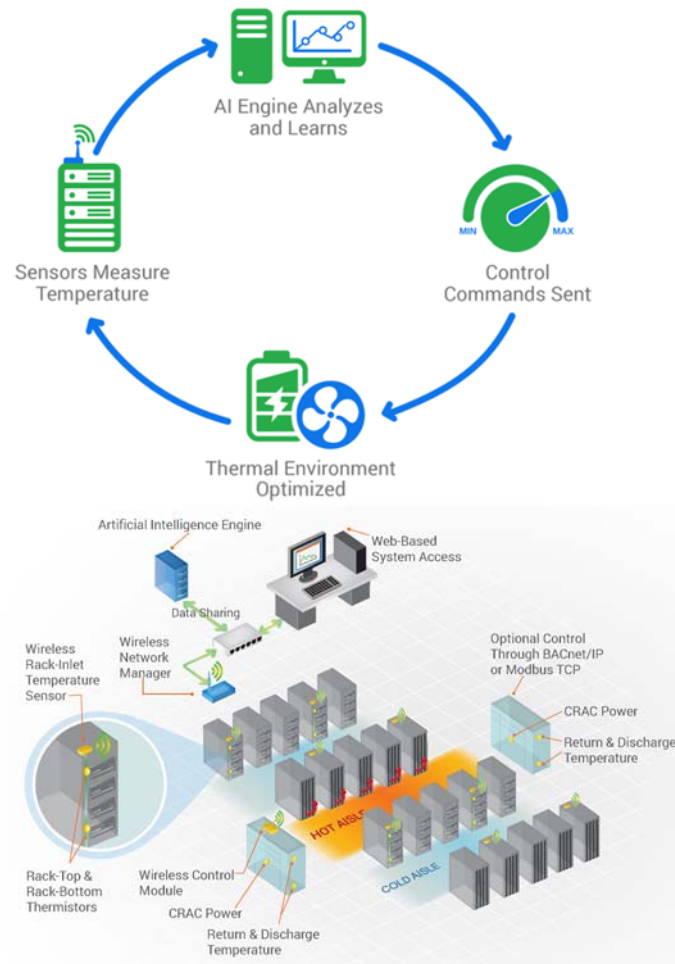 AI Engine Analyzes
and Learns
Sensors Measure
Temperature
MIN
MAX
Control
Commands Sent
Thermal Environment
Optimized
Artificial Intelligence Engine
Web-Based
System Access
Data Sharing
Wireless
Rack-Inlet
Temperature
Sensor
Wireless
Network
Manager
Optional Control
Through BACnet/IP
or Modbus TCP
CRAC Power
Return & Discharge
Temperature
HOT AISLE
COLD AISLE
Rack-Top &
Rack-Bottom
Thermistors
Wireless Control
Module
CRAC Power
Return & Discharge
Temperature